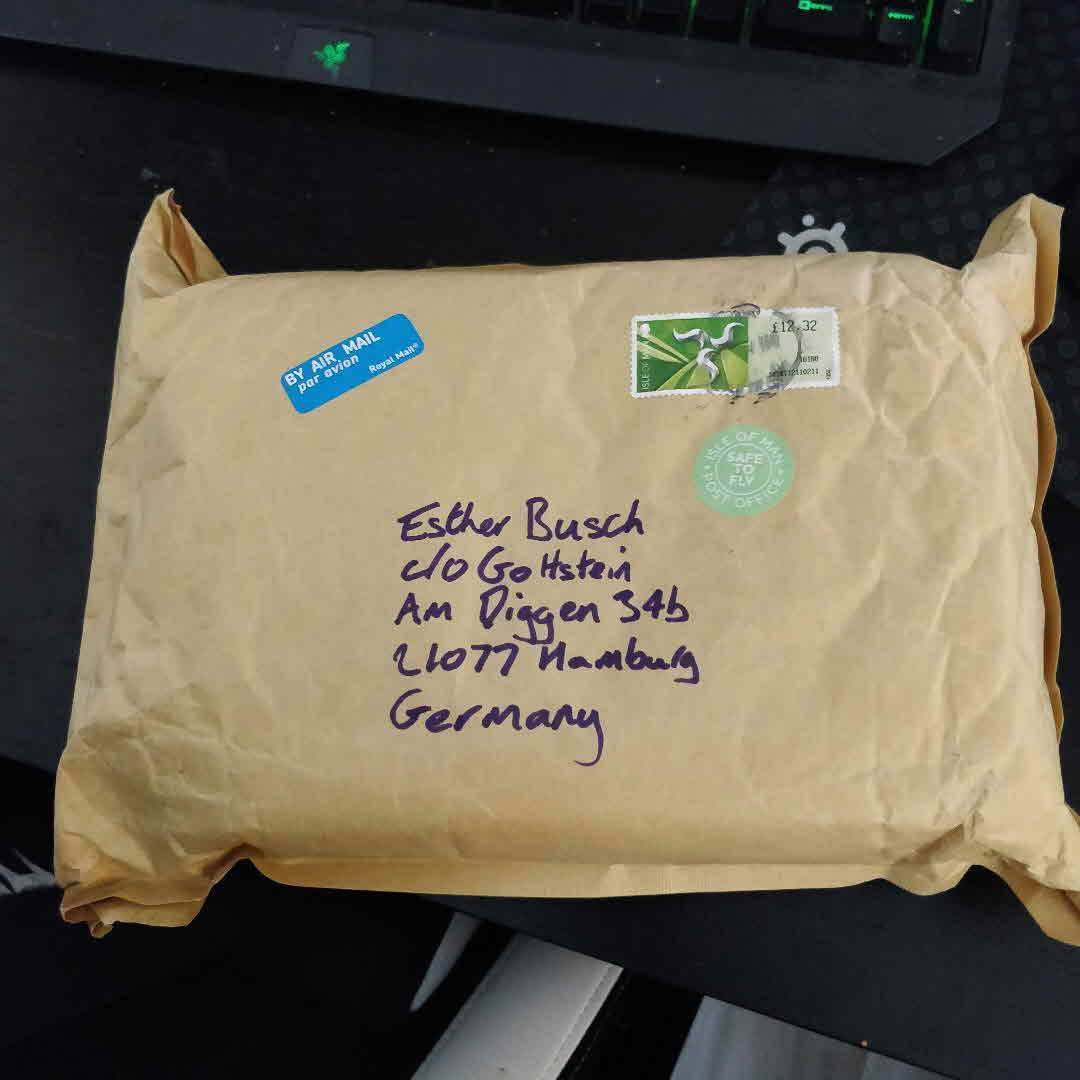 BY AIR MAIL
par avion
Royal Mail®
ISLE OF MAN
£12.32
ISLE OF MAN
POST OFFICE
SAFE
TO
FLY
Esther Busch
c/o Gottstein
Am Diggen 34b
21077 Hamburg
Germany